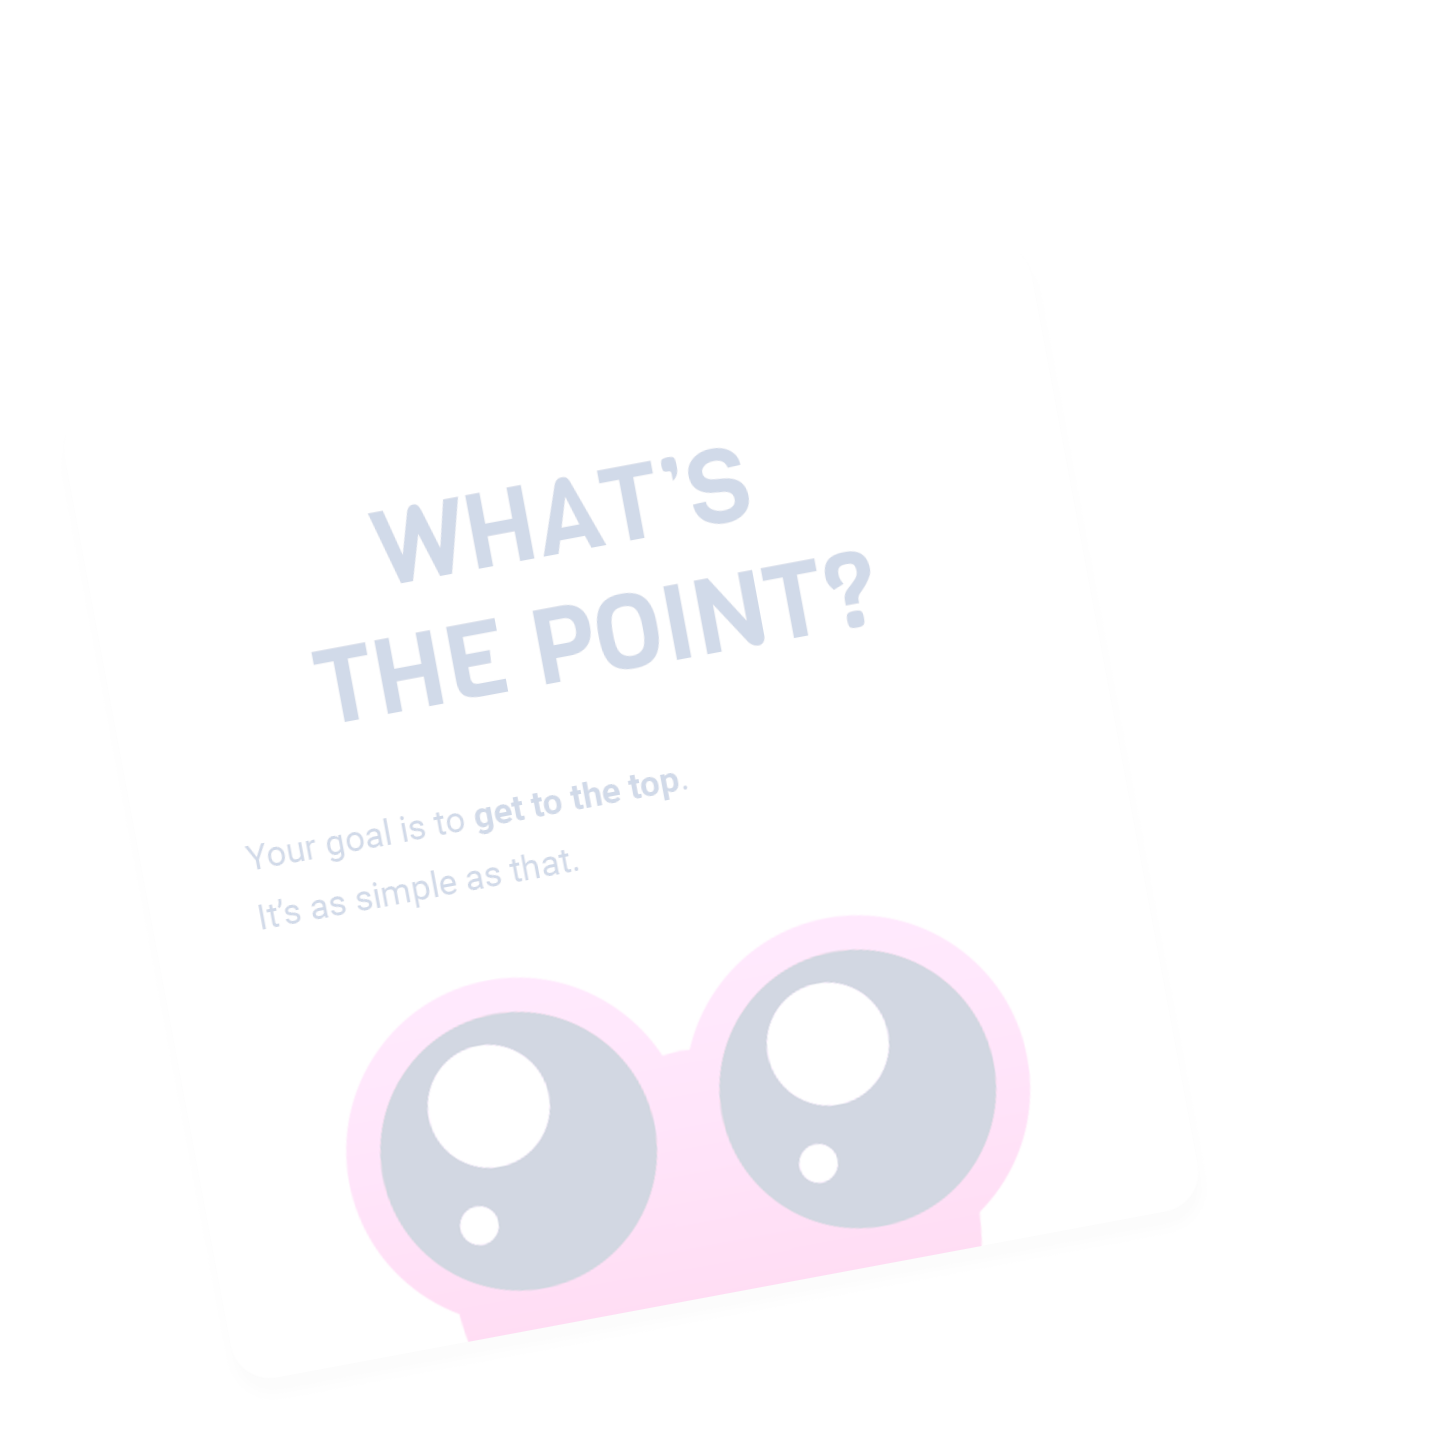 WHAT’S
THE POINT?
Your goal is to get to the top.
It’s as simple as that.